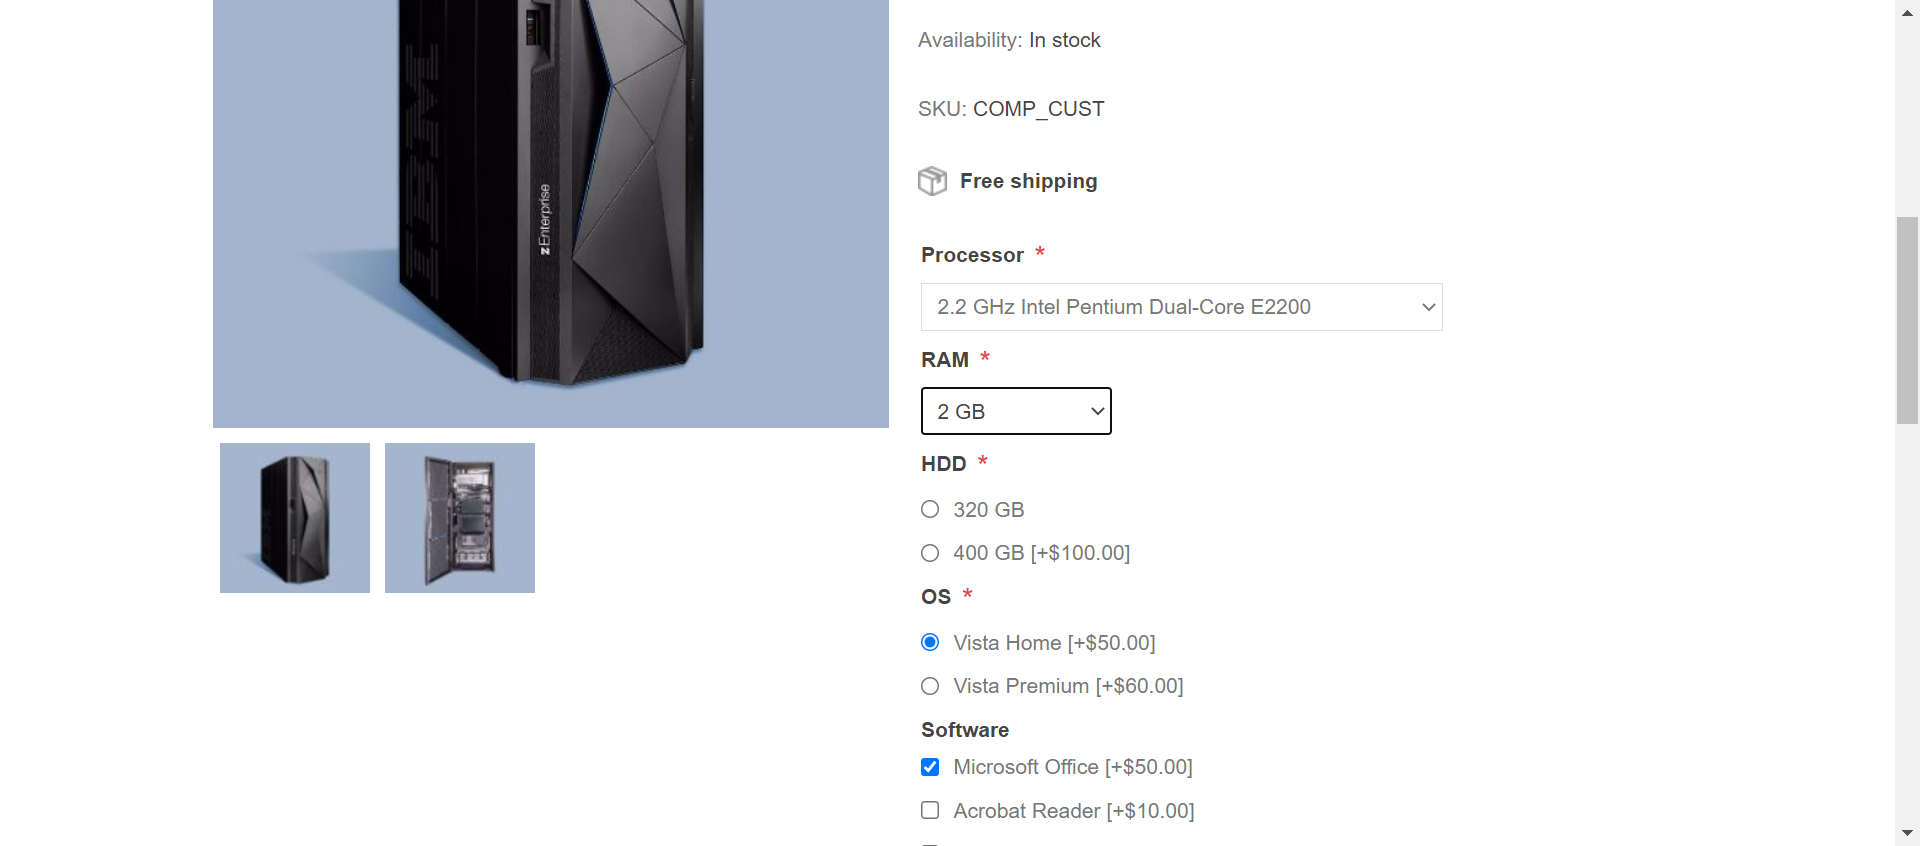 IBM
zEnterprise
Availability: In stock
SKU: COMP_CUST
Free shipping
Processor *
2.2 GHz Intel Pentium Dual-Core E2200
RAM *
2 GB
HDD *
320 GB
400 GB [+$100.00]
OS *
Vista Home [+$50.00]
Vista Premium [+$60.00]
Software
Microsoft Office [+$50.00]
Acrobat Reader [+$10.00]